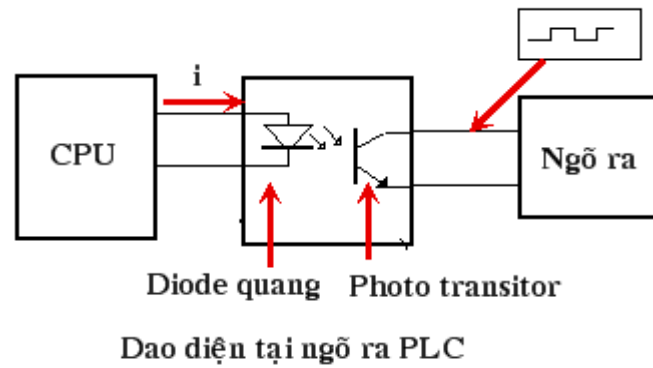 i
CPU
Ngõ ra
Diode quang
Photo transitor
Dao diện tại ngõ ra PLC